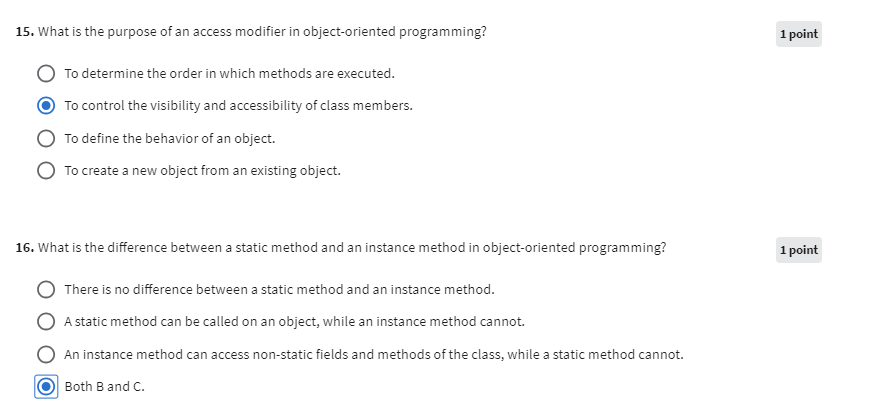 15. What is the purpose of an access modifier in object-oriented programming?
1 point
To determine the order in which methods are executed.
To control the visibility and accessibility of class members.
To define the behavior of an object.
To create a new object from an existing object.
16. What is the difference between a static method and an instance method in object-oriented programming?
1 point
There is no difference between a static method and an instance method.
A static method can be called on an object, while an instance method cannot.
An instance method can access non-static fields and methods of the class, while a static method cannot.
Both B and C.